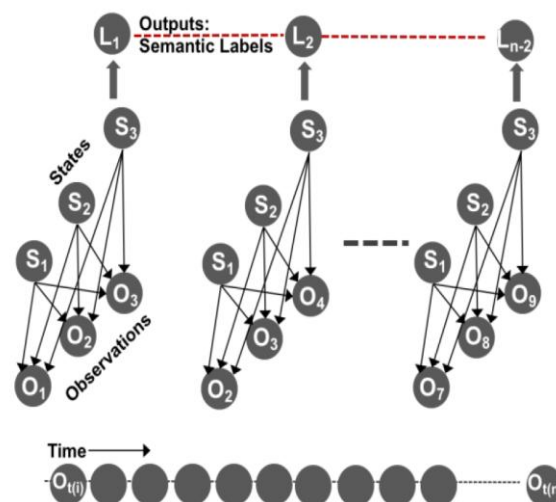 Outputs:
Semantic Labels
L1 L2 Ln-2
S3 S3 S3
States
S2 S2 S2
S1 S1 S1
O3 O4 O9
O2 O3 O8
Observations
O1 O2 O7
Time
Ot(i)